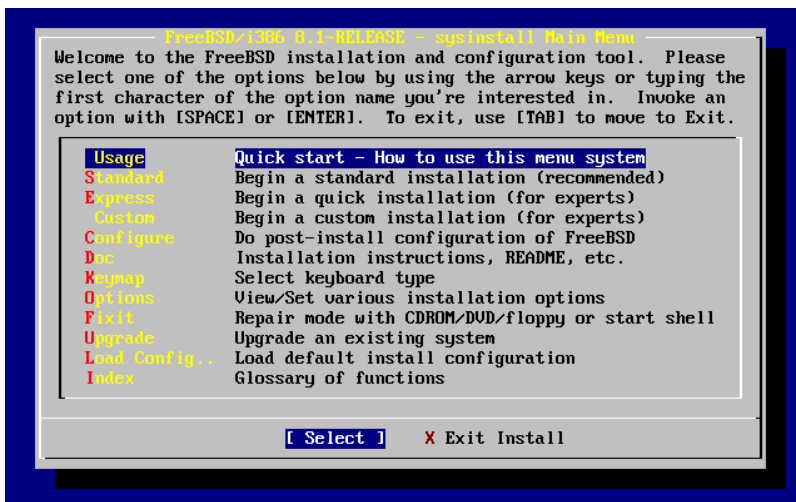 FreeBSD/i386 8.1-RELEASE - sysinstall Main Menu
Welcome to the FreeBSD installation and configuration tool.  Please
select one of the options below by using the arrow keys or typing the
first character of the option name you're interested in.  Invoke an
option with [SPACE] or [ENTER].  To exit, use [TAB] to move to Exit.
Usage Quick start - How to use this menu system
Standard Begin a standard installation (recommended)
Express Begin a quick installation (for experts)
Custom Begin a custom installation (for experts)
Configure Do post-install configuration of FreeBSD
Doc Installation instructions, README, etc.
Keymap Select keyboard type
Options View/Set various installation options
Fixit Repair mode with CDROM/DVD/floppy or start shell
Upgrade Upgrade an existing system
Load Config.. Load default install configuration
Index Glossary of functions
[ Select ] X Exit Install